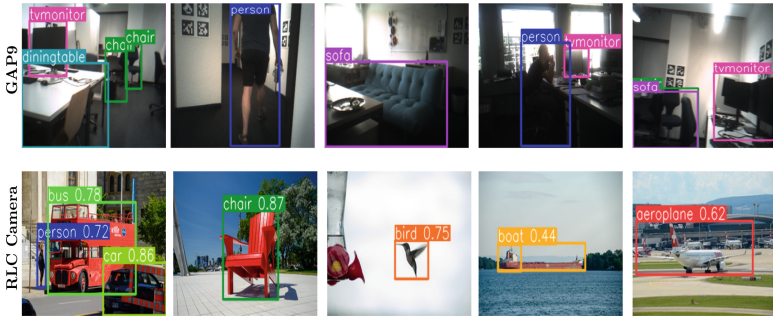 GAP9
tvmonitor
chair
chair
diningtable
person
sofa
person
tvmonitor
tvmonitor
sofa
RLC Camera
bus 0.78
person 0.72
car 0.86
chair 0.87
bird 0.75
boat 0.44
aeroplane 0.62